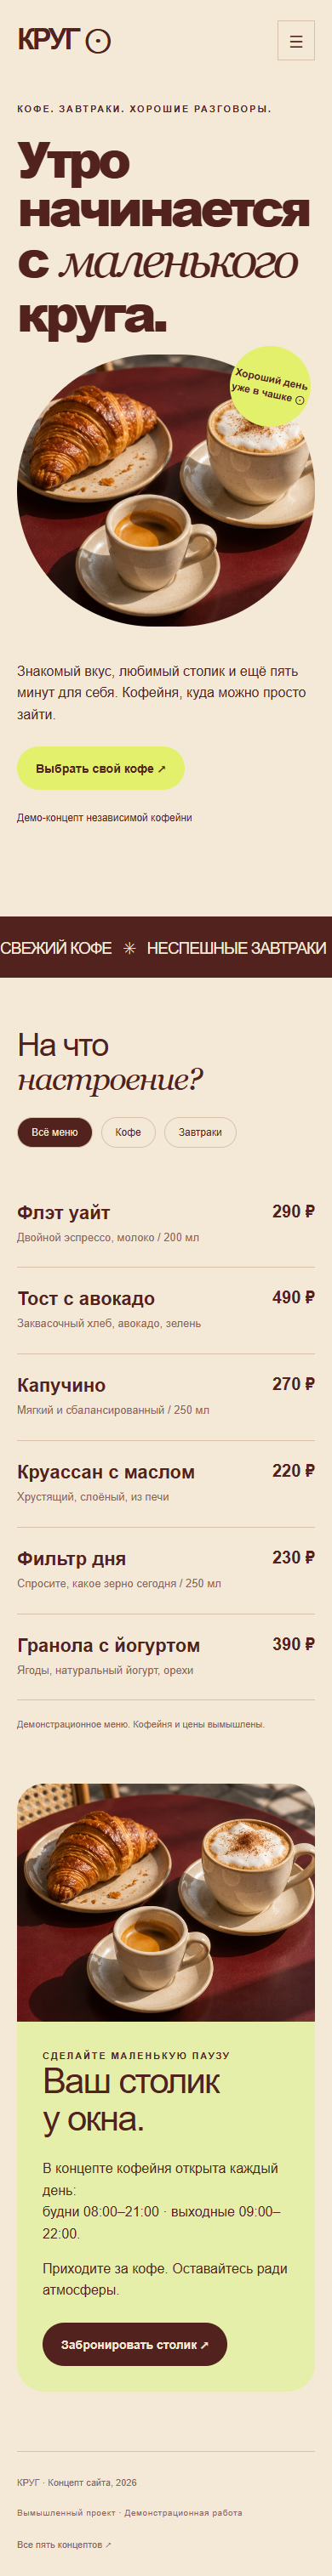 КРУГ ⊙
☰
КОФЕ. ЗАВТРАКИ. ХОРОШИЕ РАЗГОВОРЫ.
Утро
начинается
с маленького
круга.
Хороший день
уже в чашке ⊙
Знакомый вкус, любимый столик и ещё пять
минут для себя. Кофейня, куда можно просто
зайти.
Выбрать свой кофе ↗
Демо-концепт независимой кофейни
СВЕЖИЙ КОФЕ ✳ НЕСПЕШНЫЕ ЗАВТРАКИ
На что
настроение?
Всё меню
Кофе
Завтраки
Флэт уайт 290 ₽
Двойной эспрессо, молоко / 200 мл
Тост с авокадо 490 ₽
Заквасочный хлеб, авокадо, зелень
Капучино 270 ₽
Мягкий и сбалансированный / 250 мл
Круассан с маслом 220 ₽
Хрустящий, слоёный, из печи
Фильтр дня 230 ₽
Спросите, какое зерно сегодня / 250 мл
Гранола с йогуртом 390 ₽
Ягоды, натуральный йогурт, орехи
Демонстрационное меню. Кофейня и цены вымышлены.
СДЕЛАЙТЕ МАЛЕНЬКУЮ ПАУЗУ
Ваш столик
у окна.
В концепте кофейня открыта каждый
день:
будни 08:00–21:00 · выходные 09:00–
22:00.
Приходите за кофе. Оставайтесь ради
атмосферы.
Забронировать столик ↗
КРУГ · Концепт сайта, 2026
Вымышленный проект · Демонстрационная работа
Все пять концептов ↗